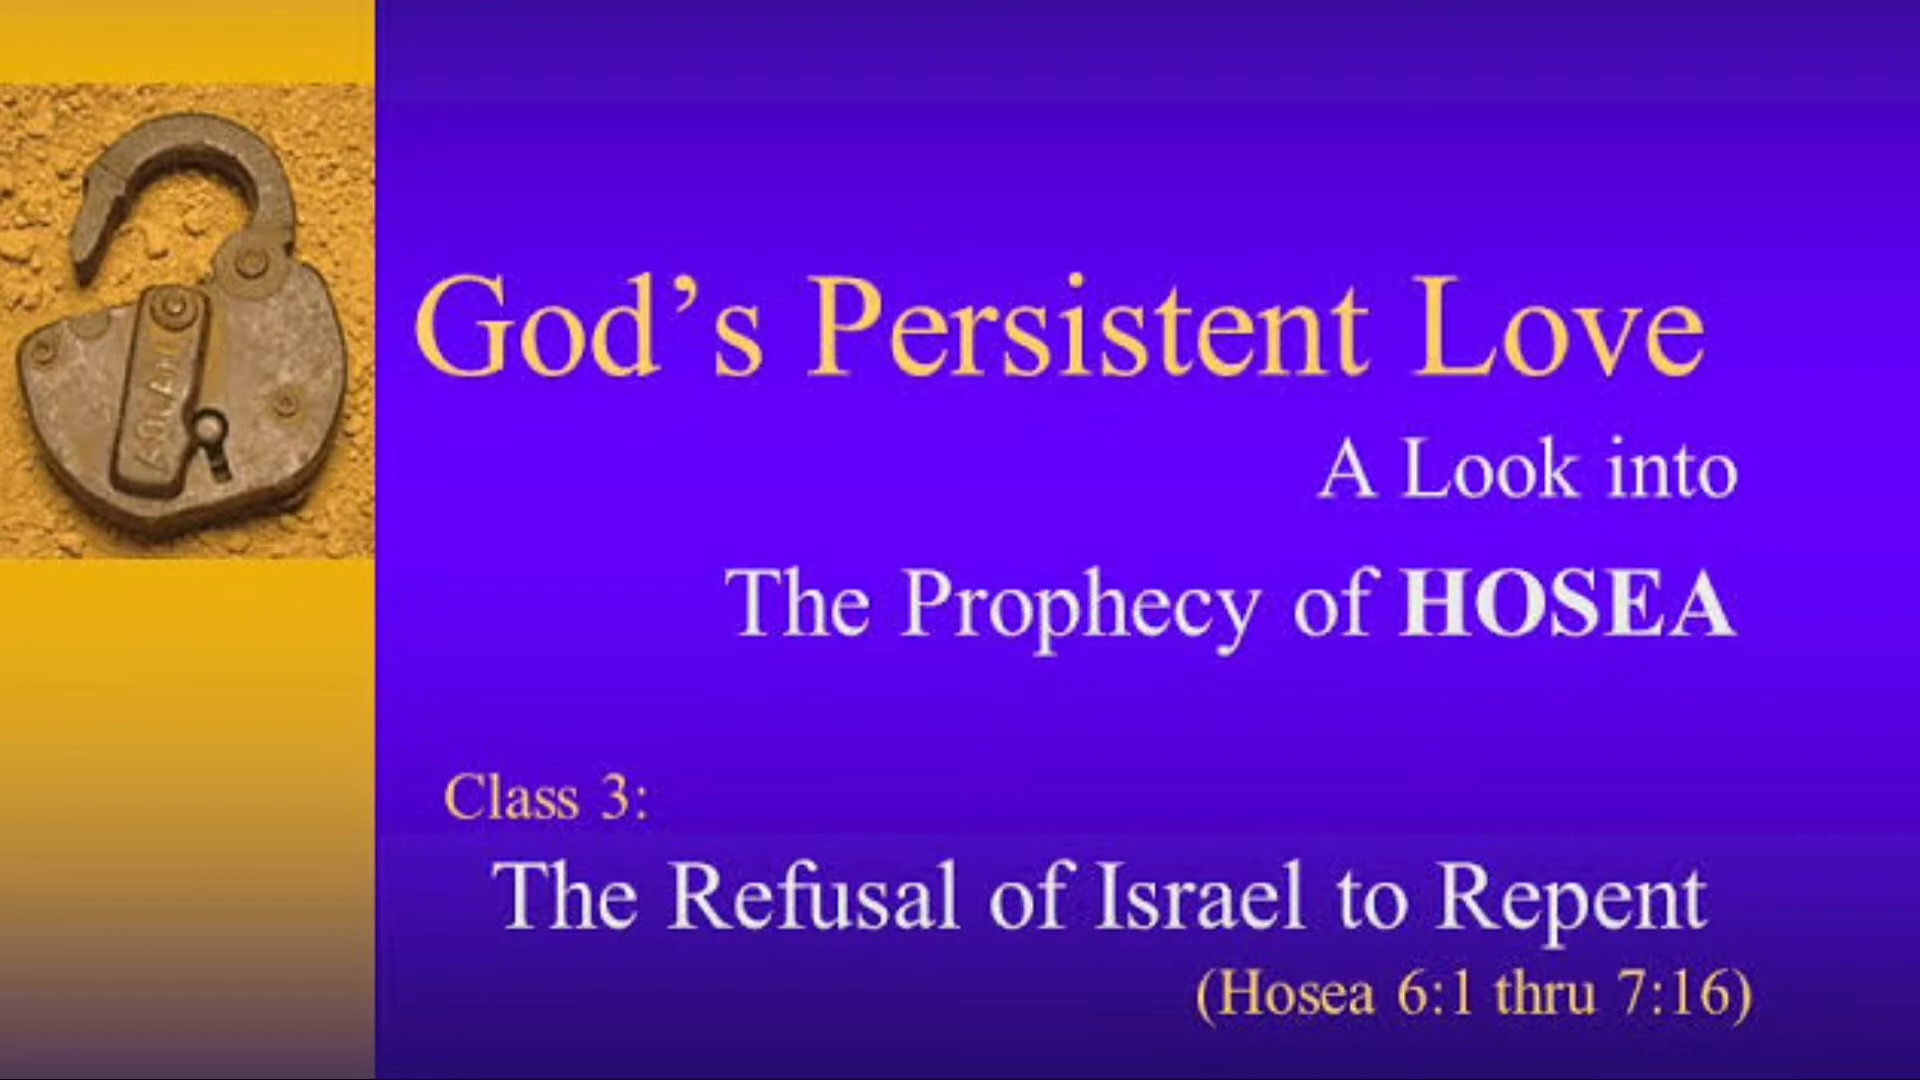 God’s Persistent Love
A Look into
The Prophecy of HOSEA
Class 3:
The Refusal of Israel to Repent
(Hosea 6:1 thru 7:16)